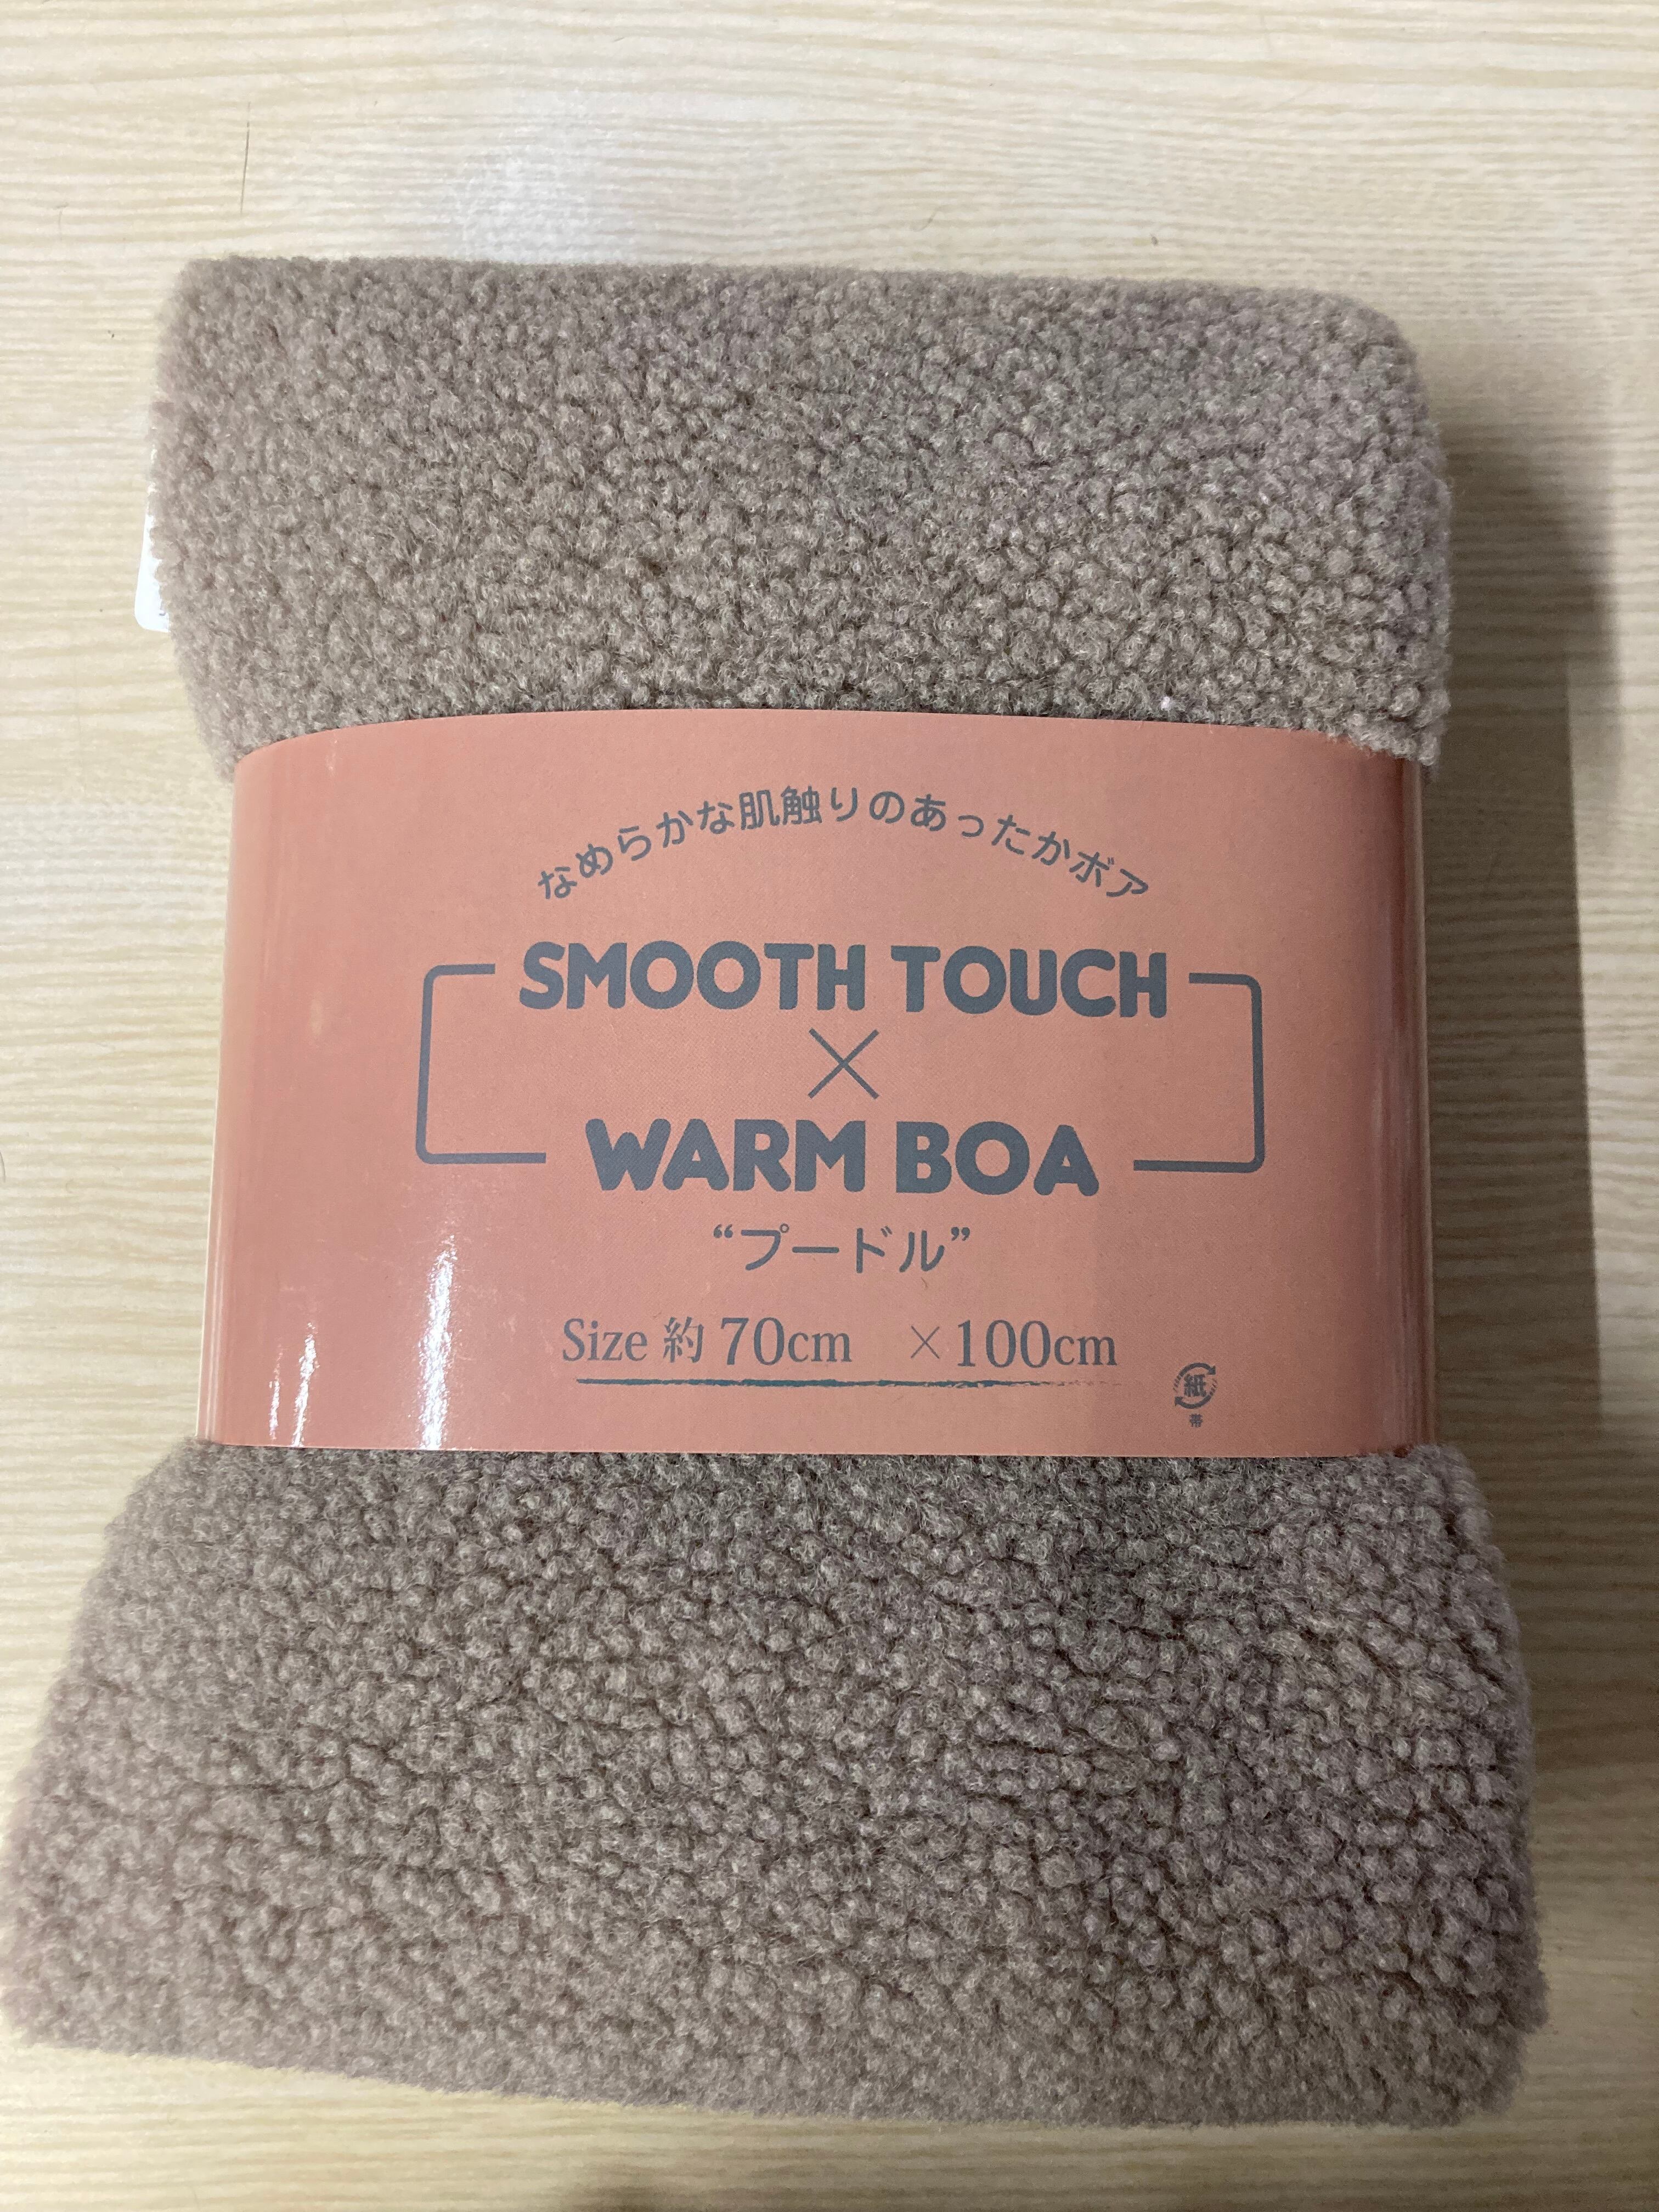 なめらかな肌触りのあったかボア
SMOOTH TOUCH
×
WARM BOA
“プードル”
Size 約 70cm ×100cm
紙
帯